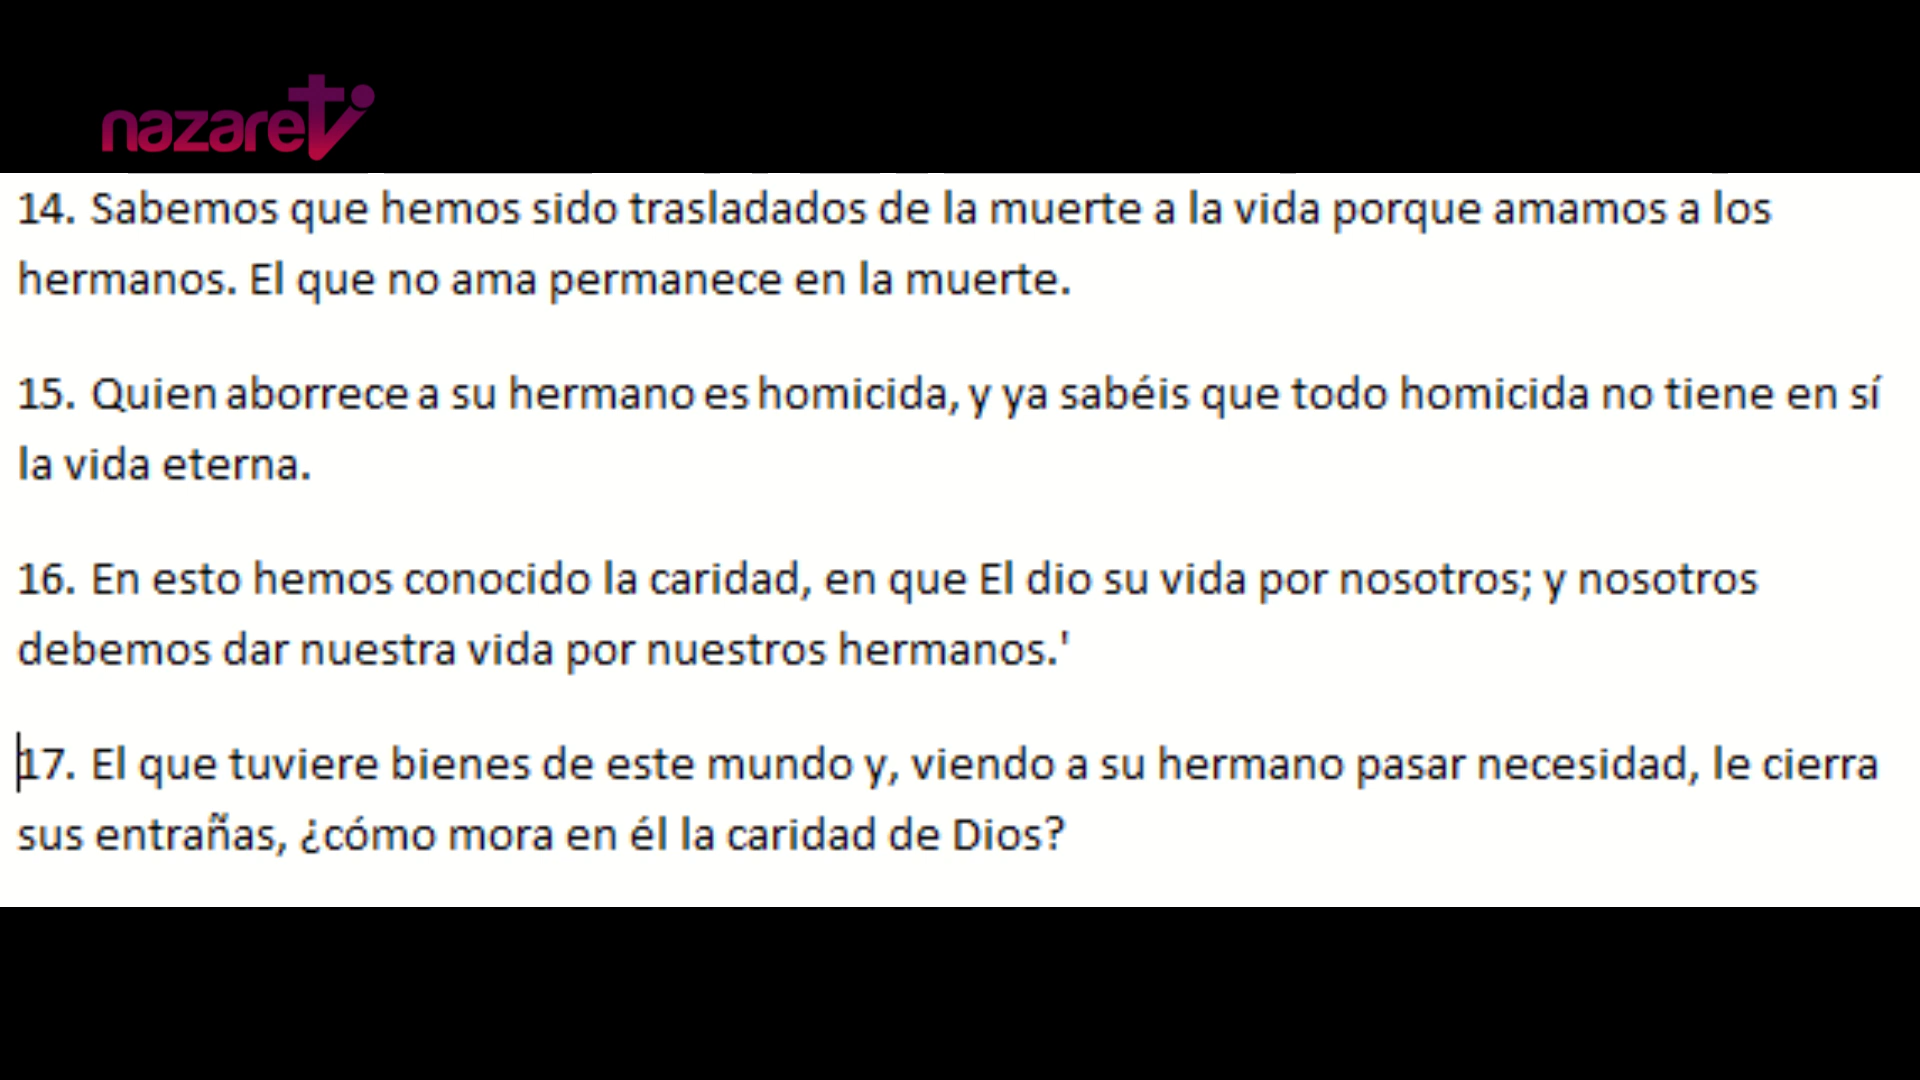 nazaretv
14. Sabemos que hemos sido trasladados de la muerte a la vida porque amamos a los
hermanos. El que no ama permanece en la muerte.
15. Quien aborrece a su hermano es homicida, y ya sabéis que todo homicida no tiene en sí
la vida eterna.
16. En esto hemos conocido la caridad, en que El dio su vida por nosotros; y nosotros
debemos dar nuestra vida por nuestros hermanos.'
17. El que tuviere bienes de este mundo y, viendo a su hermano pasar necesidad, le cierra
sus entrañas, ¿cómo mora en él la caridad de Dios?